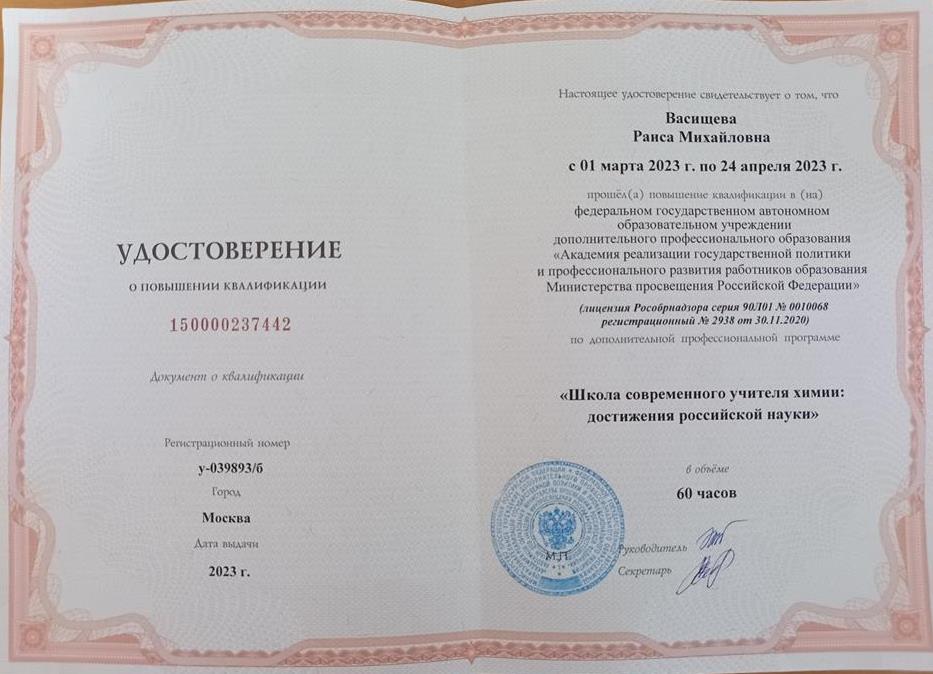 УДОСТОВЕРЕНИЕ
О ПОВЫШЕНИИ КВАЛИФИКАЦИИ
150000237442
Документ о квалификации
Регистрационный номер
у-039893/б
Город
Москва
Дата выдачи
2023 г.
Настоящее удостоверение свидетельствует о том, что
Васищева
Раиса Михайловна
с 01 марта 2023 г. по 24 апреля 2023 г.
прошёл(а) повышение квалификации в (на)
федеральном государственном автономном
образовательном учреждении
дополнительного профессионального образования
«Академия реализации государственной политики
и профессионального развития работников образования
Министерства просвещения Российской Федерации»
(лицензия Рособрнадзора серия 90Л01 № 0010068
регистрационный № 2938 от 30.11.2020)
по дополнительной профессиональной программе
«Школа современного учителя химии:
достижения российской науки»
в объёме
60 часов
М.П.
Руководитель
Секретарь